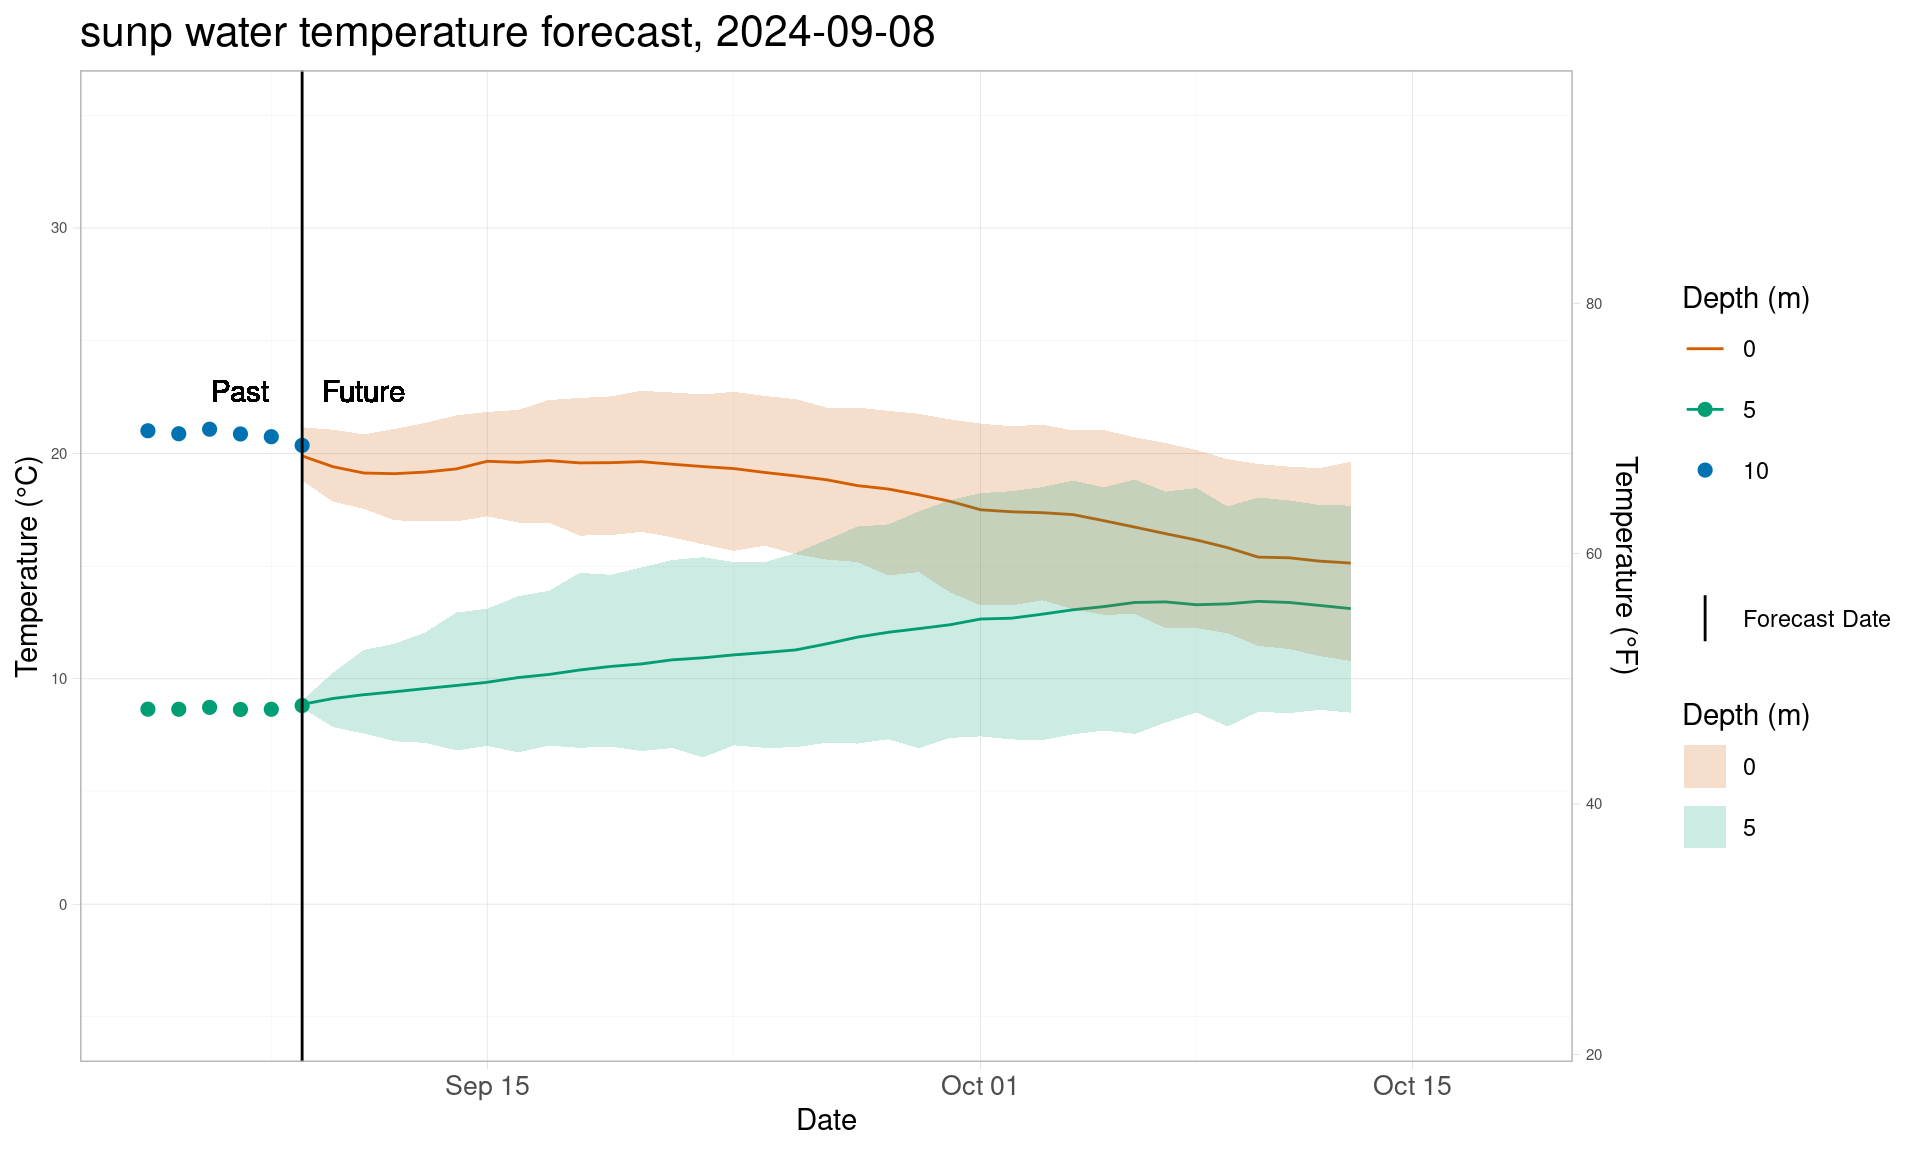 sunp water temperature forecast, 2024-09-08
Past
Future
30
20
10
0
Temperature (°C)
80
60
40
20
Temperature (°F)
Sep 15
Oct 01
Oct 15
Date
Depth (m)
0
5
10
Forecast Date
Depth (m)
0
5